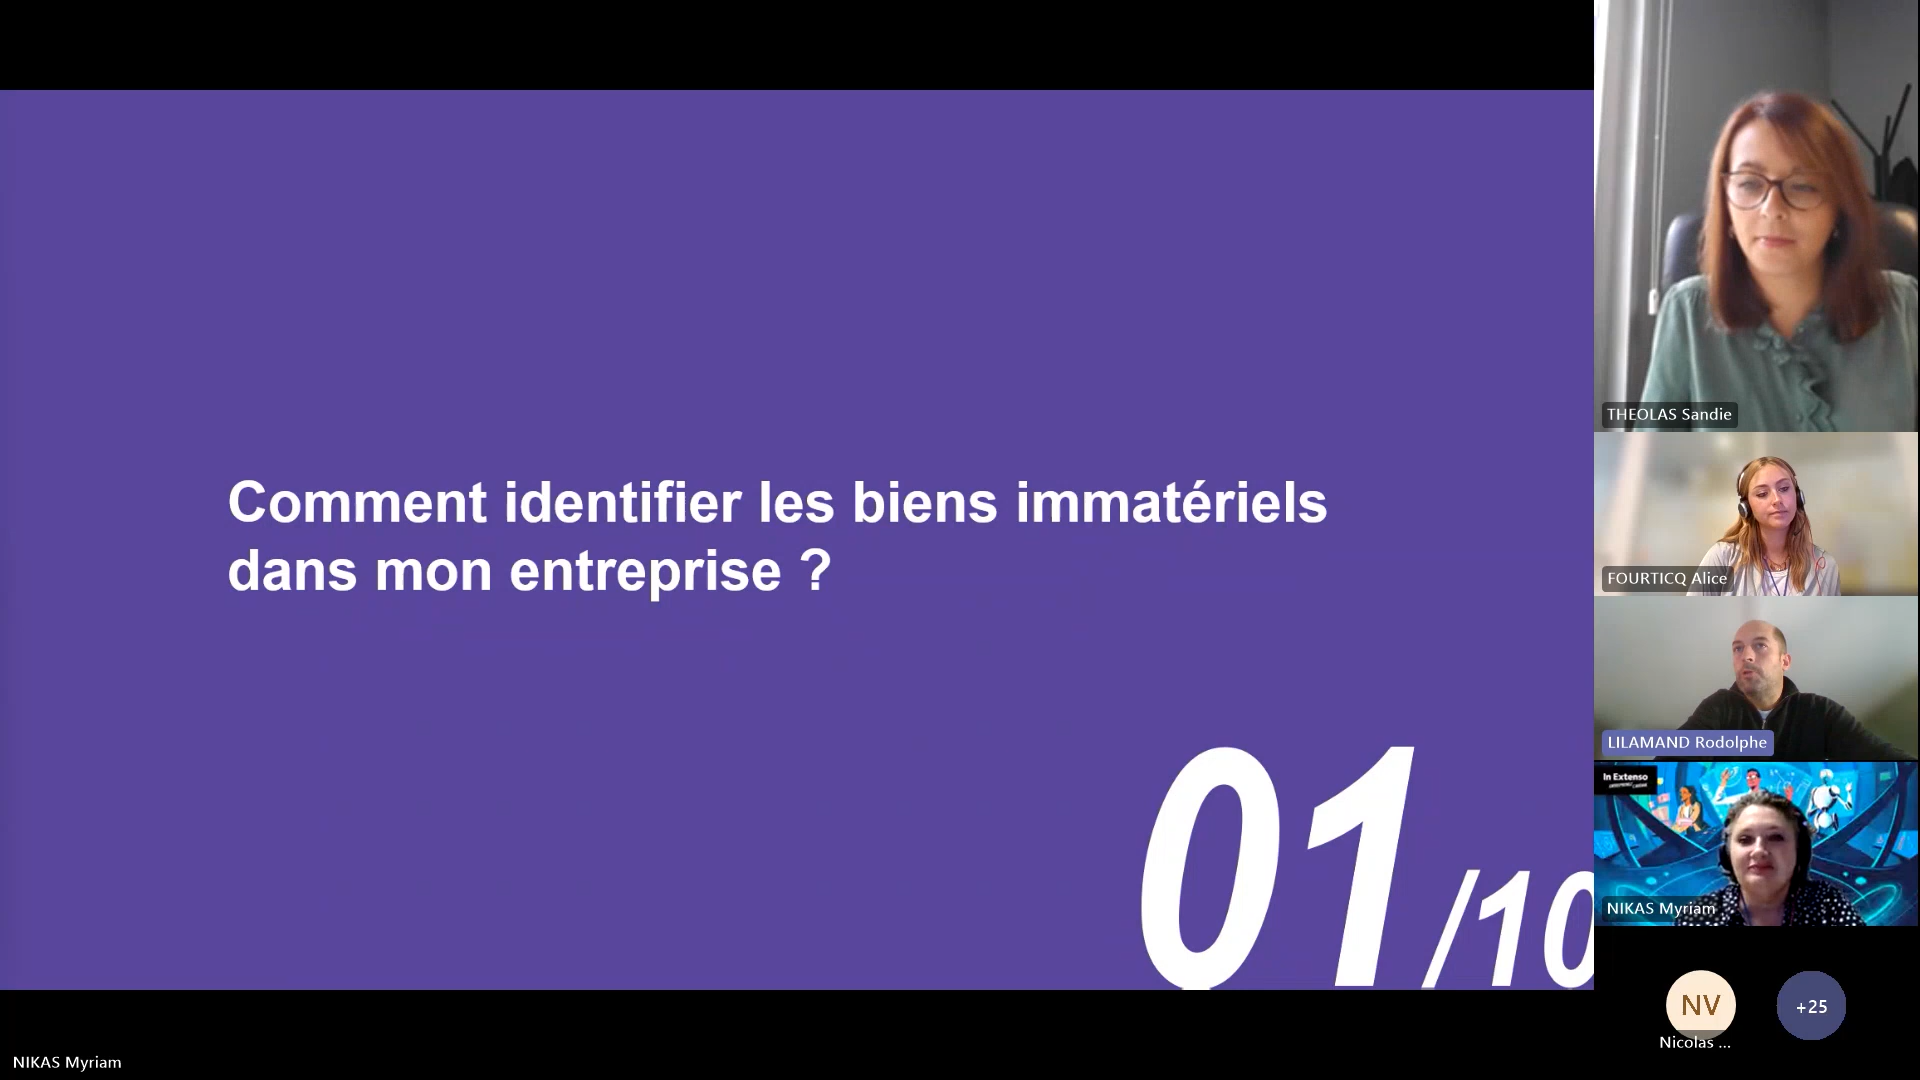 Comment identifier les biens immatériels
dans mon entreprise ?
01/10
THEOLAS Sandie
FOURTICQ Alice
LILAMAND Rodolphe
In Extenso
NIKAS Myriam
NV
+25
Nicolas ...
NIKAS Myriam